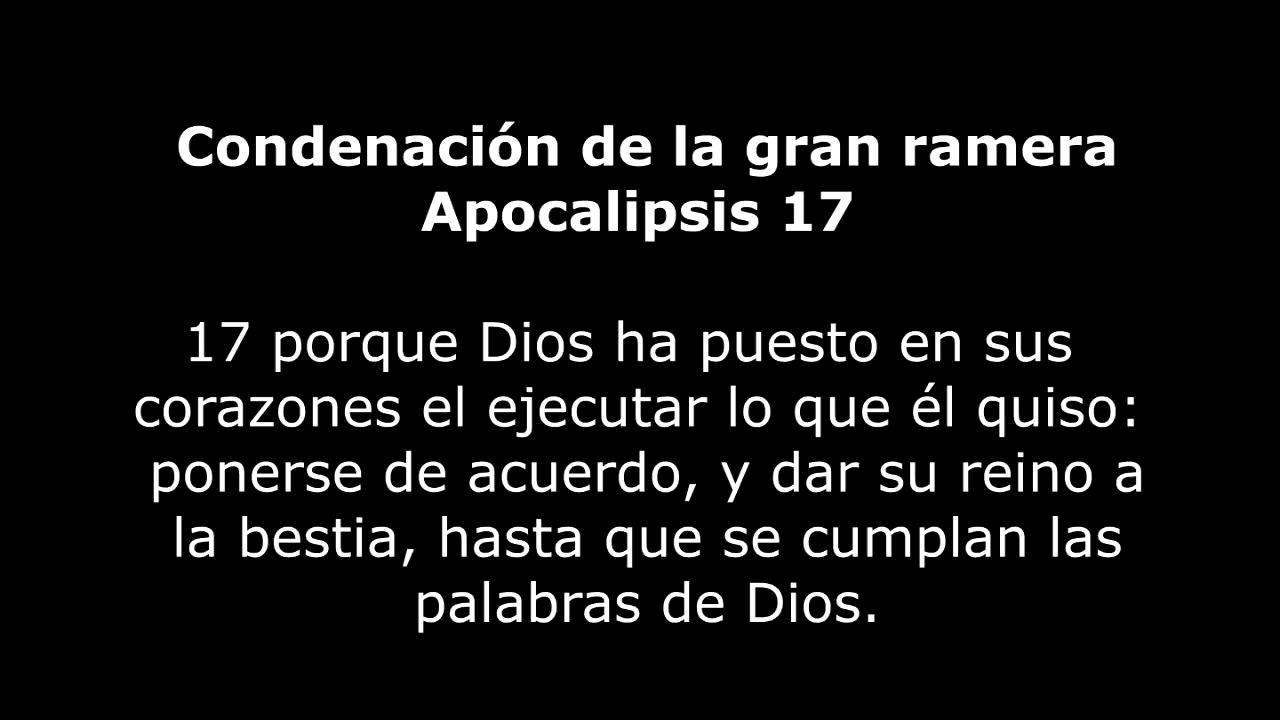 Condenación de la gran ramera
Apocalipsis 17
17 porque Dios ha puesto en sus
corazones el ejecutar lo que él quiso:
ponerse de acuerdo, y dar su reino a
la bestia, hasta que se cumplan las
palabras de Dios.